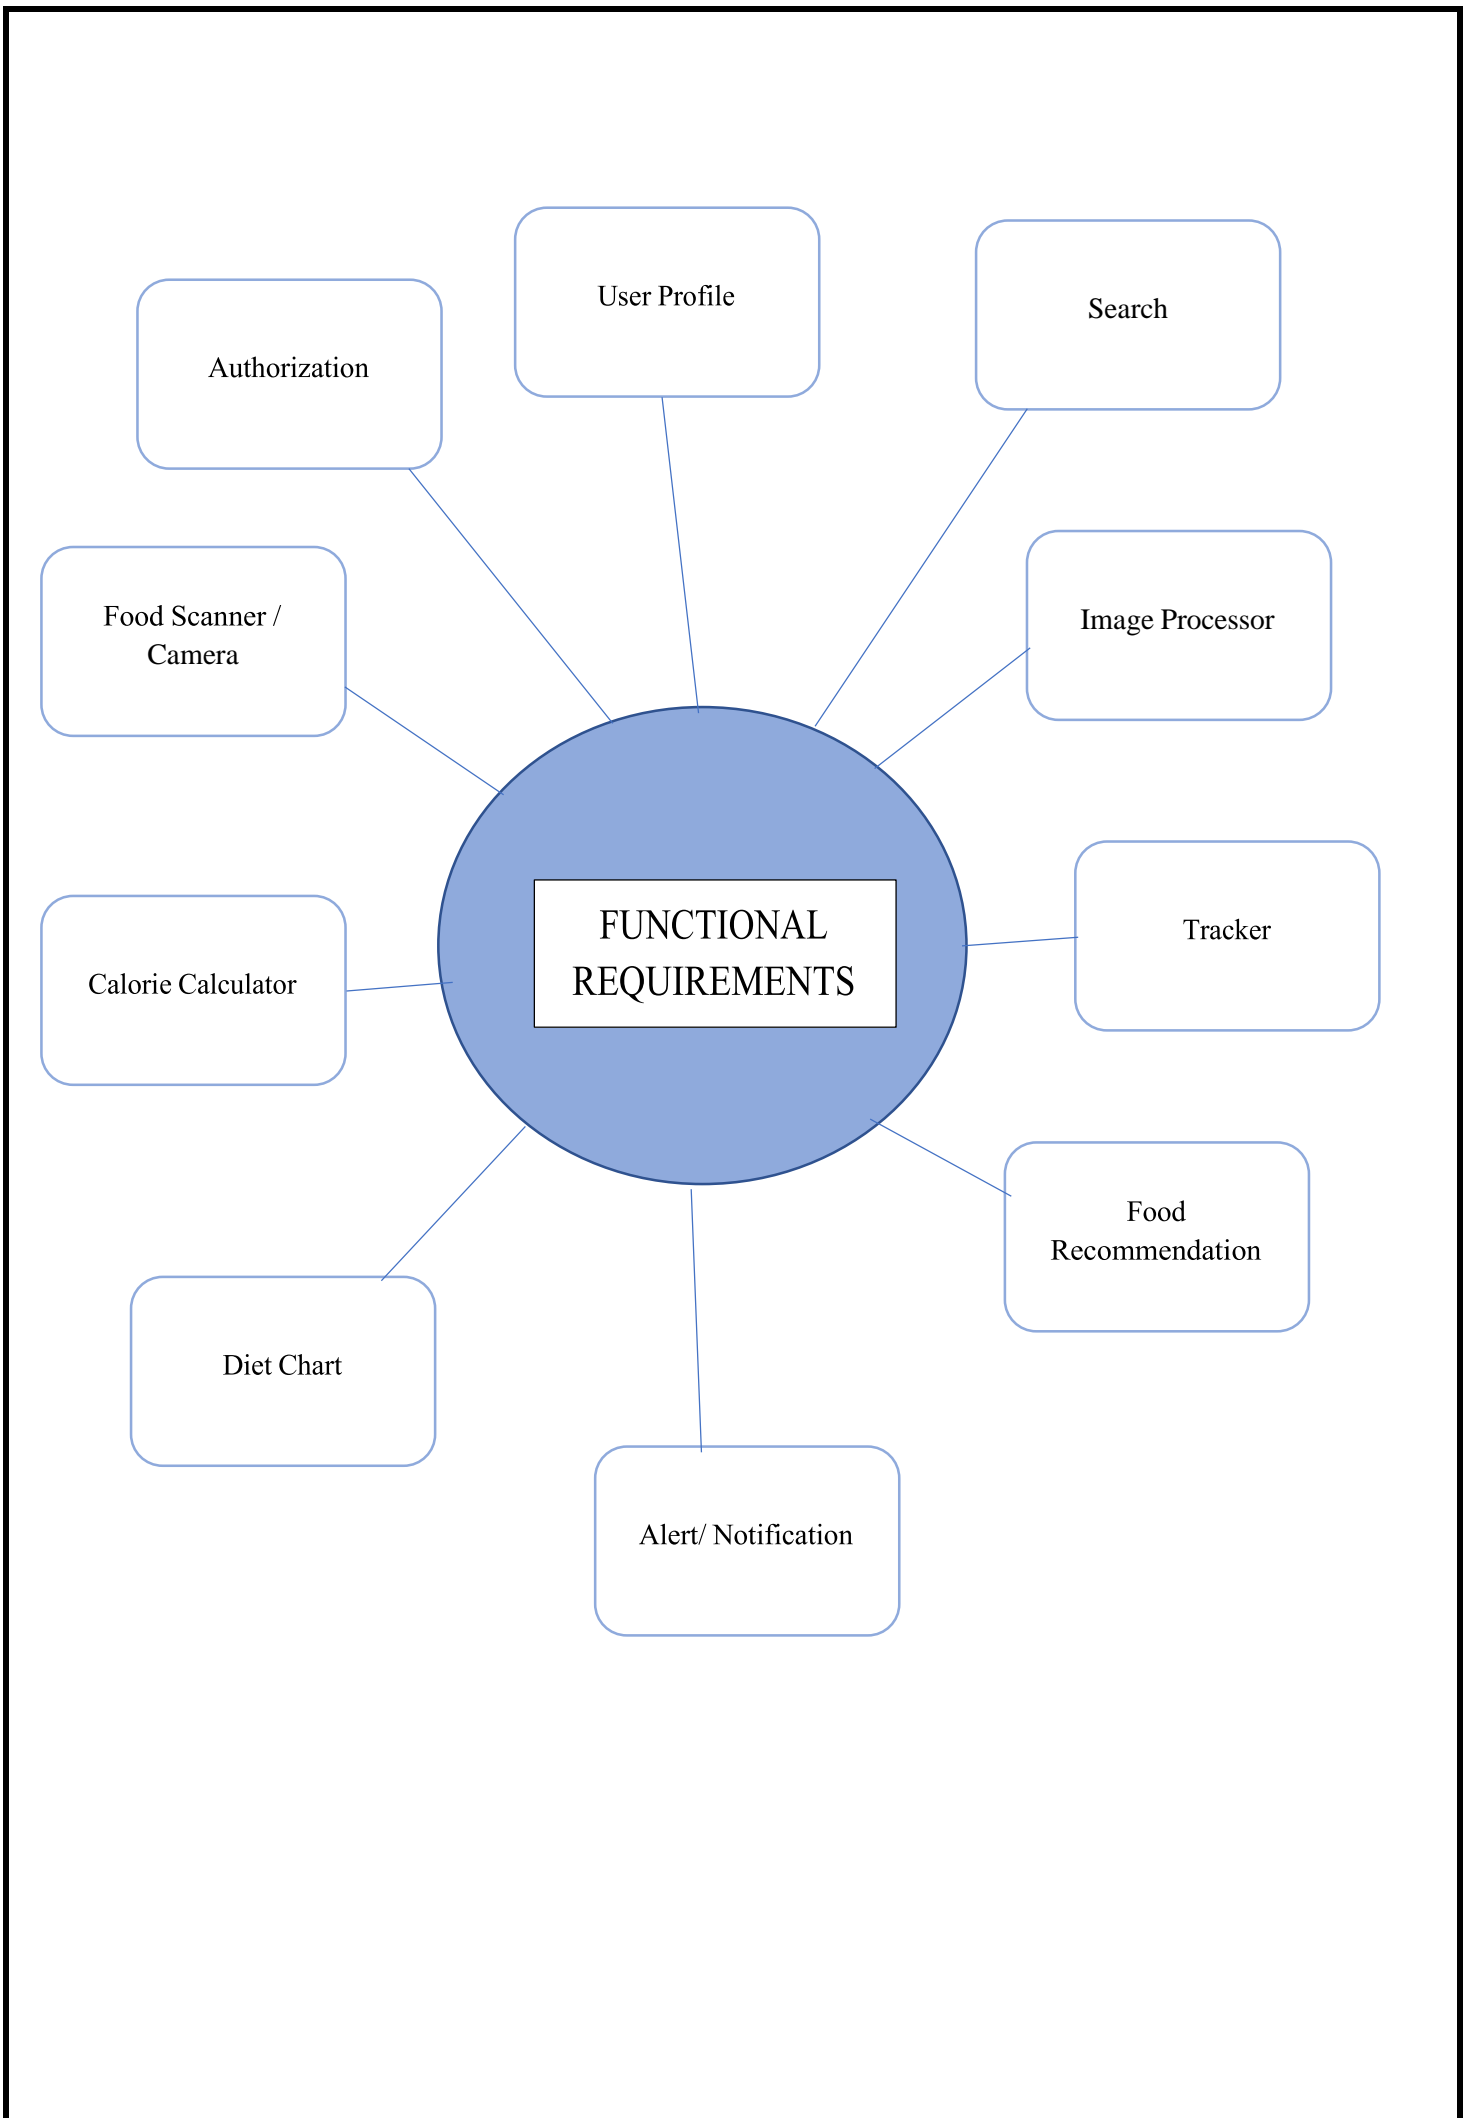 User Profile
Search
Authorization
Food Scanner /
Camera
Image Processor
FUNCTIONAL
REQUIREMENTS
Tracker
Calorie Calculator
Food
Recommendation
Diet Chart
Alert/ Notification